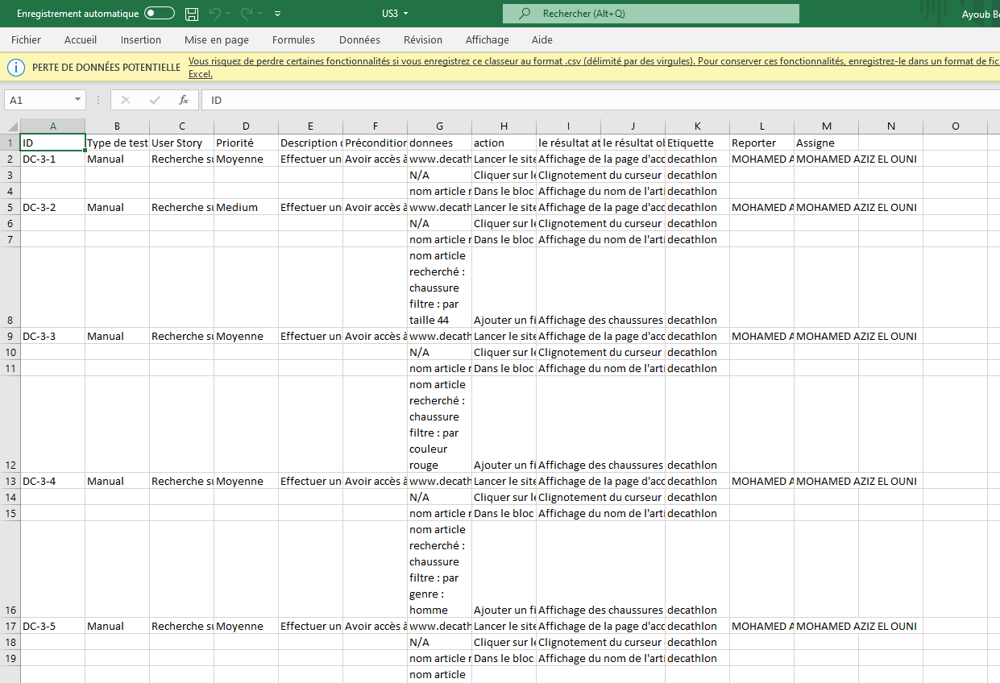 Enregistrement automatique US3 Rechercher (Alt+Q) Ayoub
Fichier Accueil Insertion Mise en page Formules Données Révision Affichage Aide
PERTE DE DONNÉES POTENTIELLE Vous risquez de perdre certaines fonctionnalités si vous enregistrez ce classeur au format .csv (délimité par des virgules). Pour conserver ces fonctionnalités, enregistrez-le dans un format de fic
Excel.
A1 fx ID
A B C D E F G H I J K L M N O
1 ID Type de test User Story Priorité Description Précondition donnees action le résultat at le résultat ob Etiquette Reporter Assigne
2 DC-3-1 Manual Recherche su Moyenne Effectuer un Avoir accès à www.decath Lancer le site Affichage de la page d'acc decathlon MOHAMED A MOHAMED AZIZ EL OUNI
3 N/A Cliquer sur le Clignotement du curseur decathlon
4 nom article r Dans le bloc Affichage du nom de l'arti decathlon
5 DC-3-2 Manual Recherche su Medium Effectuer un Avoir accès à www.decath Lancer le site Affichage de la page d'acc decathlon MOHAMED A MOHAMED AZIZ EL OUNI
6 N/A Cliquer sur le Clignotement du curseur decathlon
7 nom article r Dans le bloc Affichage du nom de l'arti decathlon
nom article
recherché :
chaussure
filtre : par
8 taille 44 Ajouter un fi Affichage des chaussures decathlon
9 DC-3-3 Manual Recherche su Moyenne Effectuer un Avoir accès à www.decath Lancer le site Affichage de la page d'acc decathlon MOHAMED A MOHAMED AZIZ EL OUNI
10 N/A Cliquer sur le Clignotement du curseur decathlon
11 nom article r Dans le bloc Affichage du nom de l'arti decathlon
nom article
recherché :
chaussure
filtre : par
couleur
12 rouge Ajouter un fi Affichage des chaussures decathlon
13 DC-3-4 Manual Recherche su Moyenne Effectuer un Avoir accès à www.decath Lancer le site Affichage de la page d'acc decathlon MOHAMED A MOHAMED AZIZ EL OUNI
14 N/A Cliquer sur le Clignotement du curseur decathlon
15 nom article r Dans le bloc Affichage du nom de l'arti decathlon
nom article
recherché :
chaussure
filtre : par
genre :
16 homme Ajouter un fi Affichage des chaussures decathlon
17 DC-3-5 Manual Recherche su Moyenne Effectuer un Avoir accès à www.decath Lancer le site Affichage de la page d'acc decathlon MOHAMED A MOHAMED AZIZ EL OUNI
18 N/A Cliquer sur le Clignotement du curseur decathlon
19 nom article r Dans le bloc Affichage du nom de l'arti decathlon
nom article